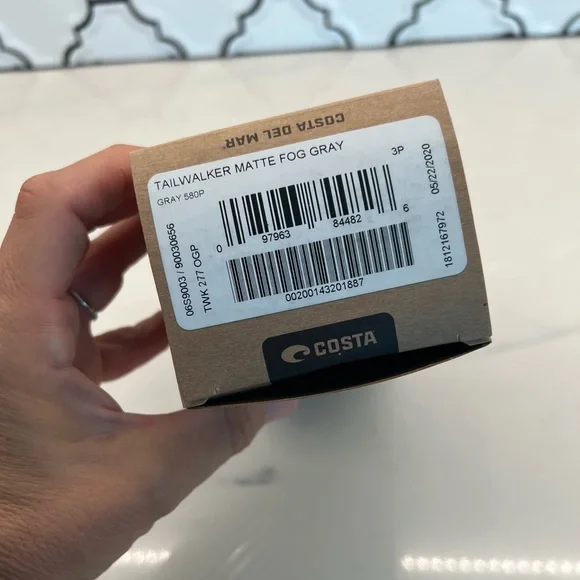 COSTA DEL MAR
TAILWALKER MATTE FOG GRAY
3P
GRAY 580P
0 97963 84482 6
00200143201887
06S9003 / 90030656
TWK 277 OGP
05/22/2020
1812167972
COSTA